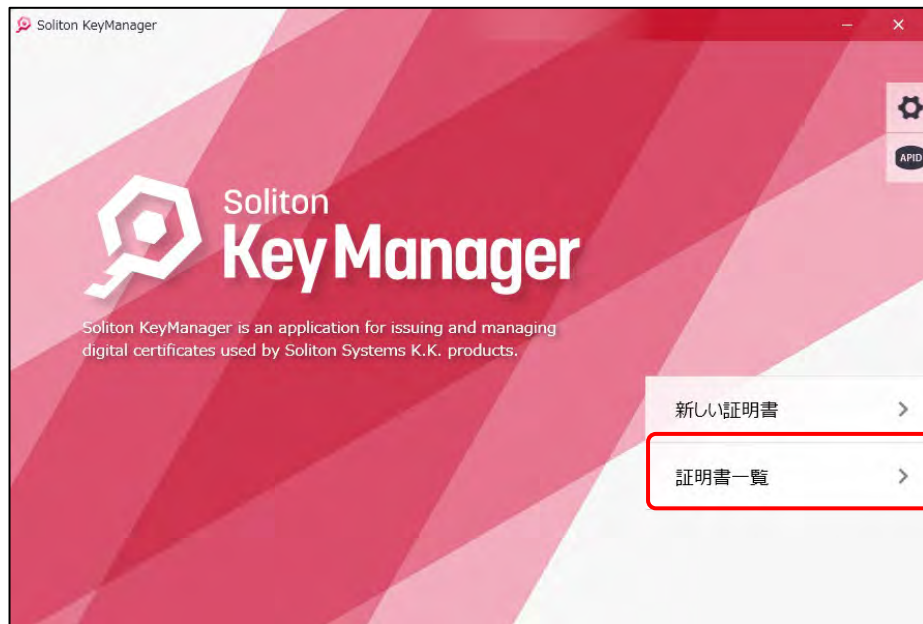 Soliton KeyManager
APID
Soliton
KeyManager
Soliton KeyManager is an application for issuing and managing
digital certificates used by Soliton Systems K.K. products.
新しい証明書
証明書一覧